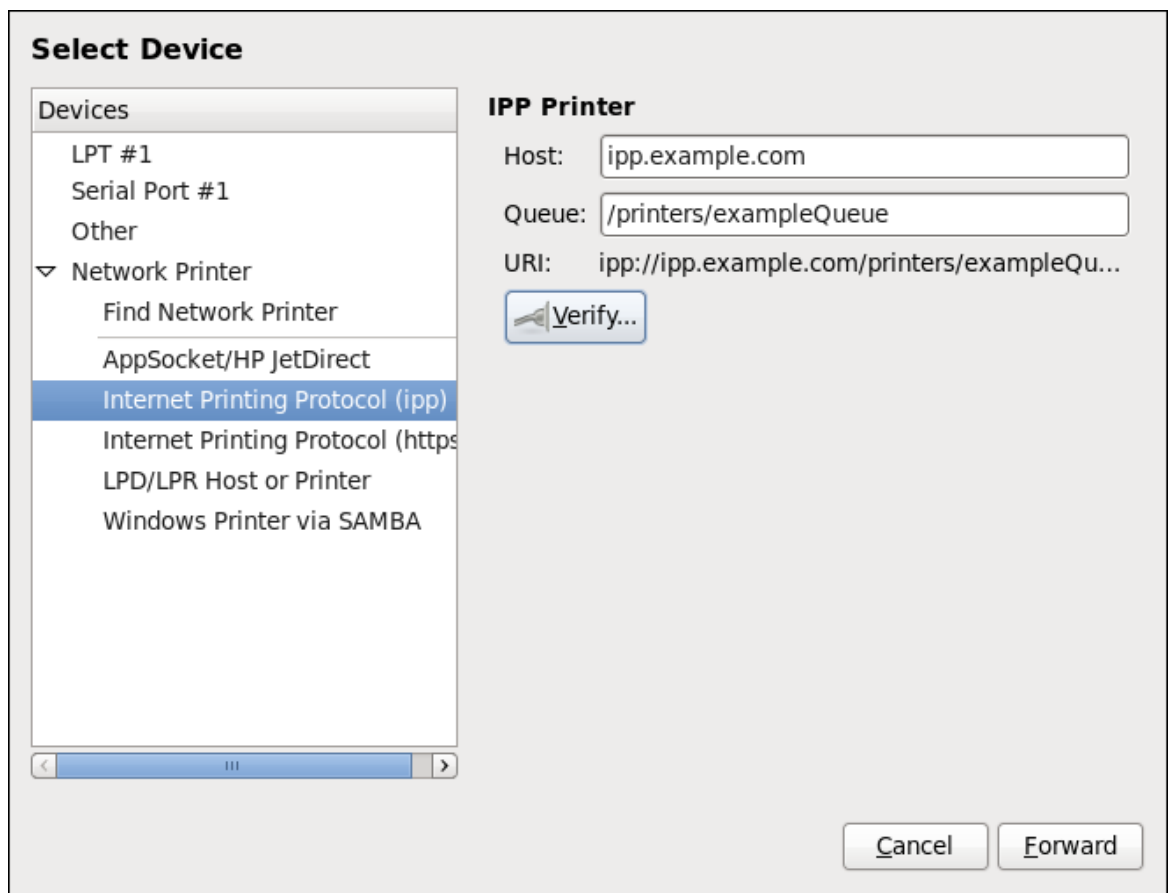 Select Device
Devices
LPT #1
Serial Port #1
Other
Network Printer
Find Network Printer
AppSocket/HP JetDirect
Internet Printing Protocol (ipp)
Internet Printing Protocol (https
LPD/LPR Host or Printer
Windows Printer via SAMBA
IPP Printer
Host: ipp.example.com
Queue: /printers/exampleQueue
URI: ipp://ipp.example.com/printers/exampleQu...
Verify...
Cancel Forward